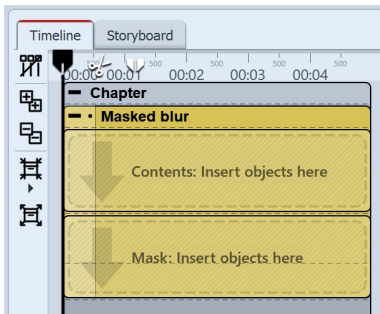 Timeline Storyboard
500 500 500 500
00:00 00:01 00:02 00:03 00:04
Chapter
Masked blur
Contents: Insert objects here
Mask: Insert objects here